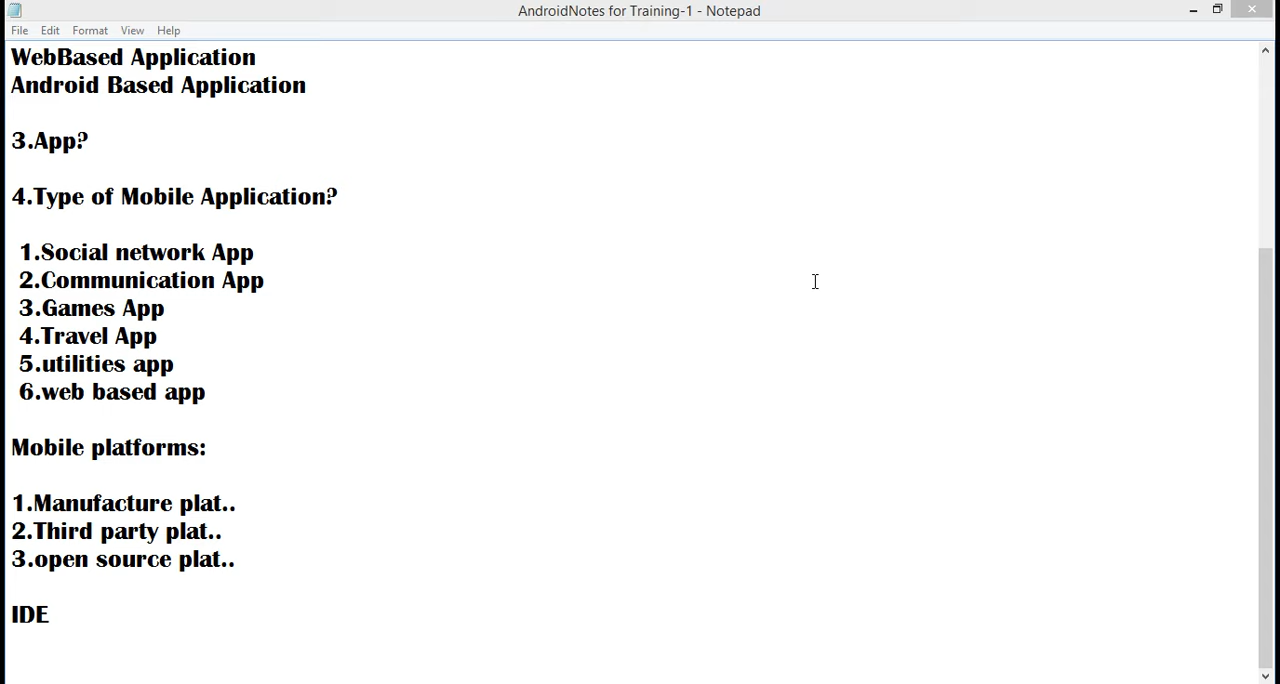 AndroidNotes for Training-1 - Notepad
File Edit Format View Help
WebBased Application
Android Based Application
3.App?
4.Type of Mobile Application?
1.Social network App
2.Communication App
3.Games App
4.Travel App
5.utilities app
6.web based app
Mobile platforms:
1.Manufacture plat..
2.Third party plat..
3.open source plat..
IDE